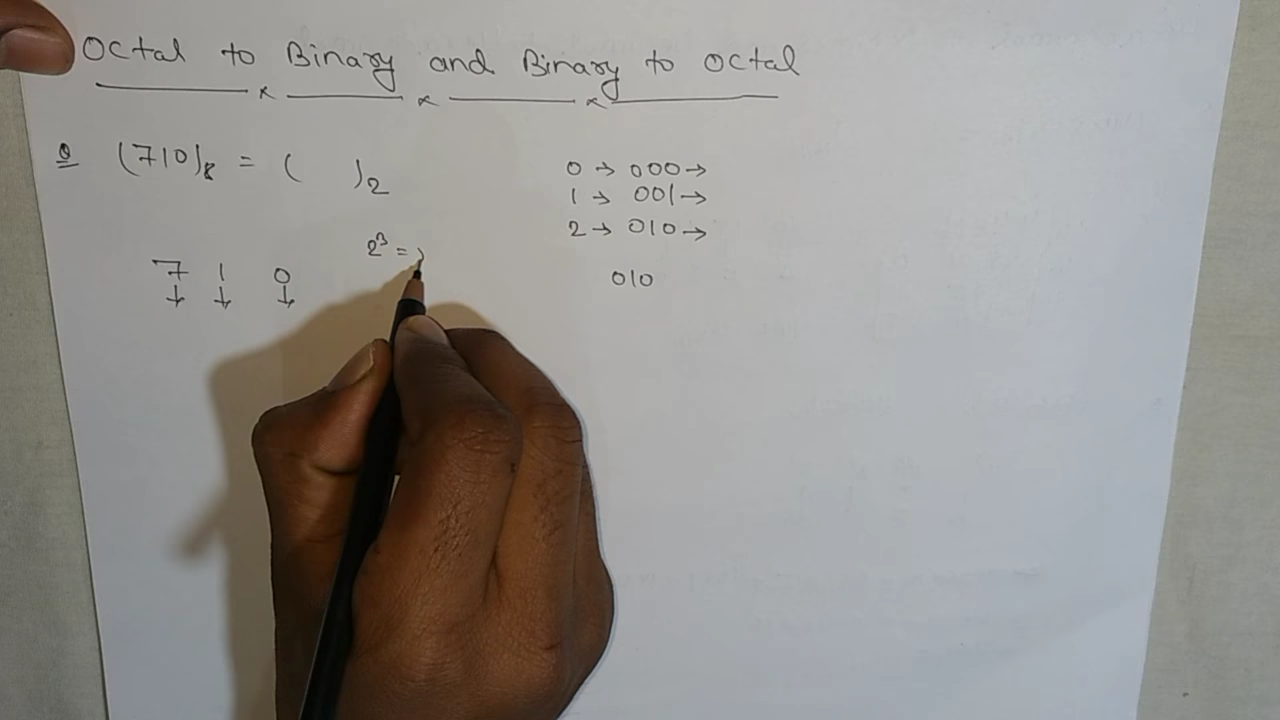 Octal to Binary and Binary to Octal
Q (710)8 = ( )2
0 → 000 →
1 → 001 →
2 → 010 →
2³ =
7 1 0
↓ ↓ ↓
010